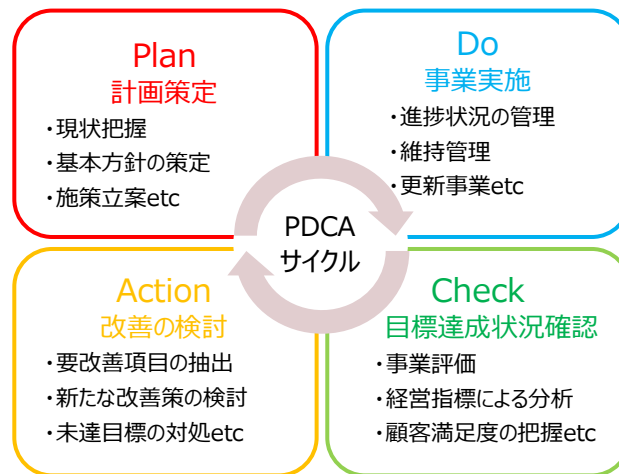 Plan
計画策定
・現状把握
・基本方針の策定
・施策立案etc
Do
事業実施
・進捗状況の管理
・維持管理
・更新事業etc
PDCA
サイクル
Action
改善の検討
・要改善項目の抽出
・新たな改善策の検討
・未達目標の対処etc
Check
目標達成状況確認
・事業評価
・経営指標による分析
・顧客満足度の把握etc